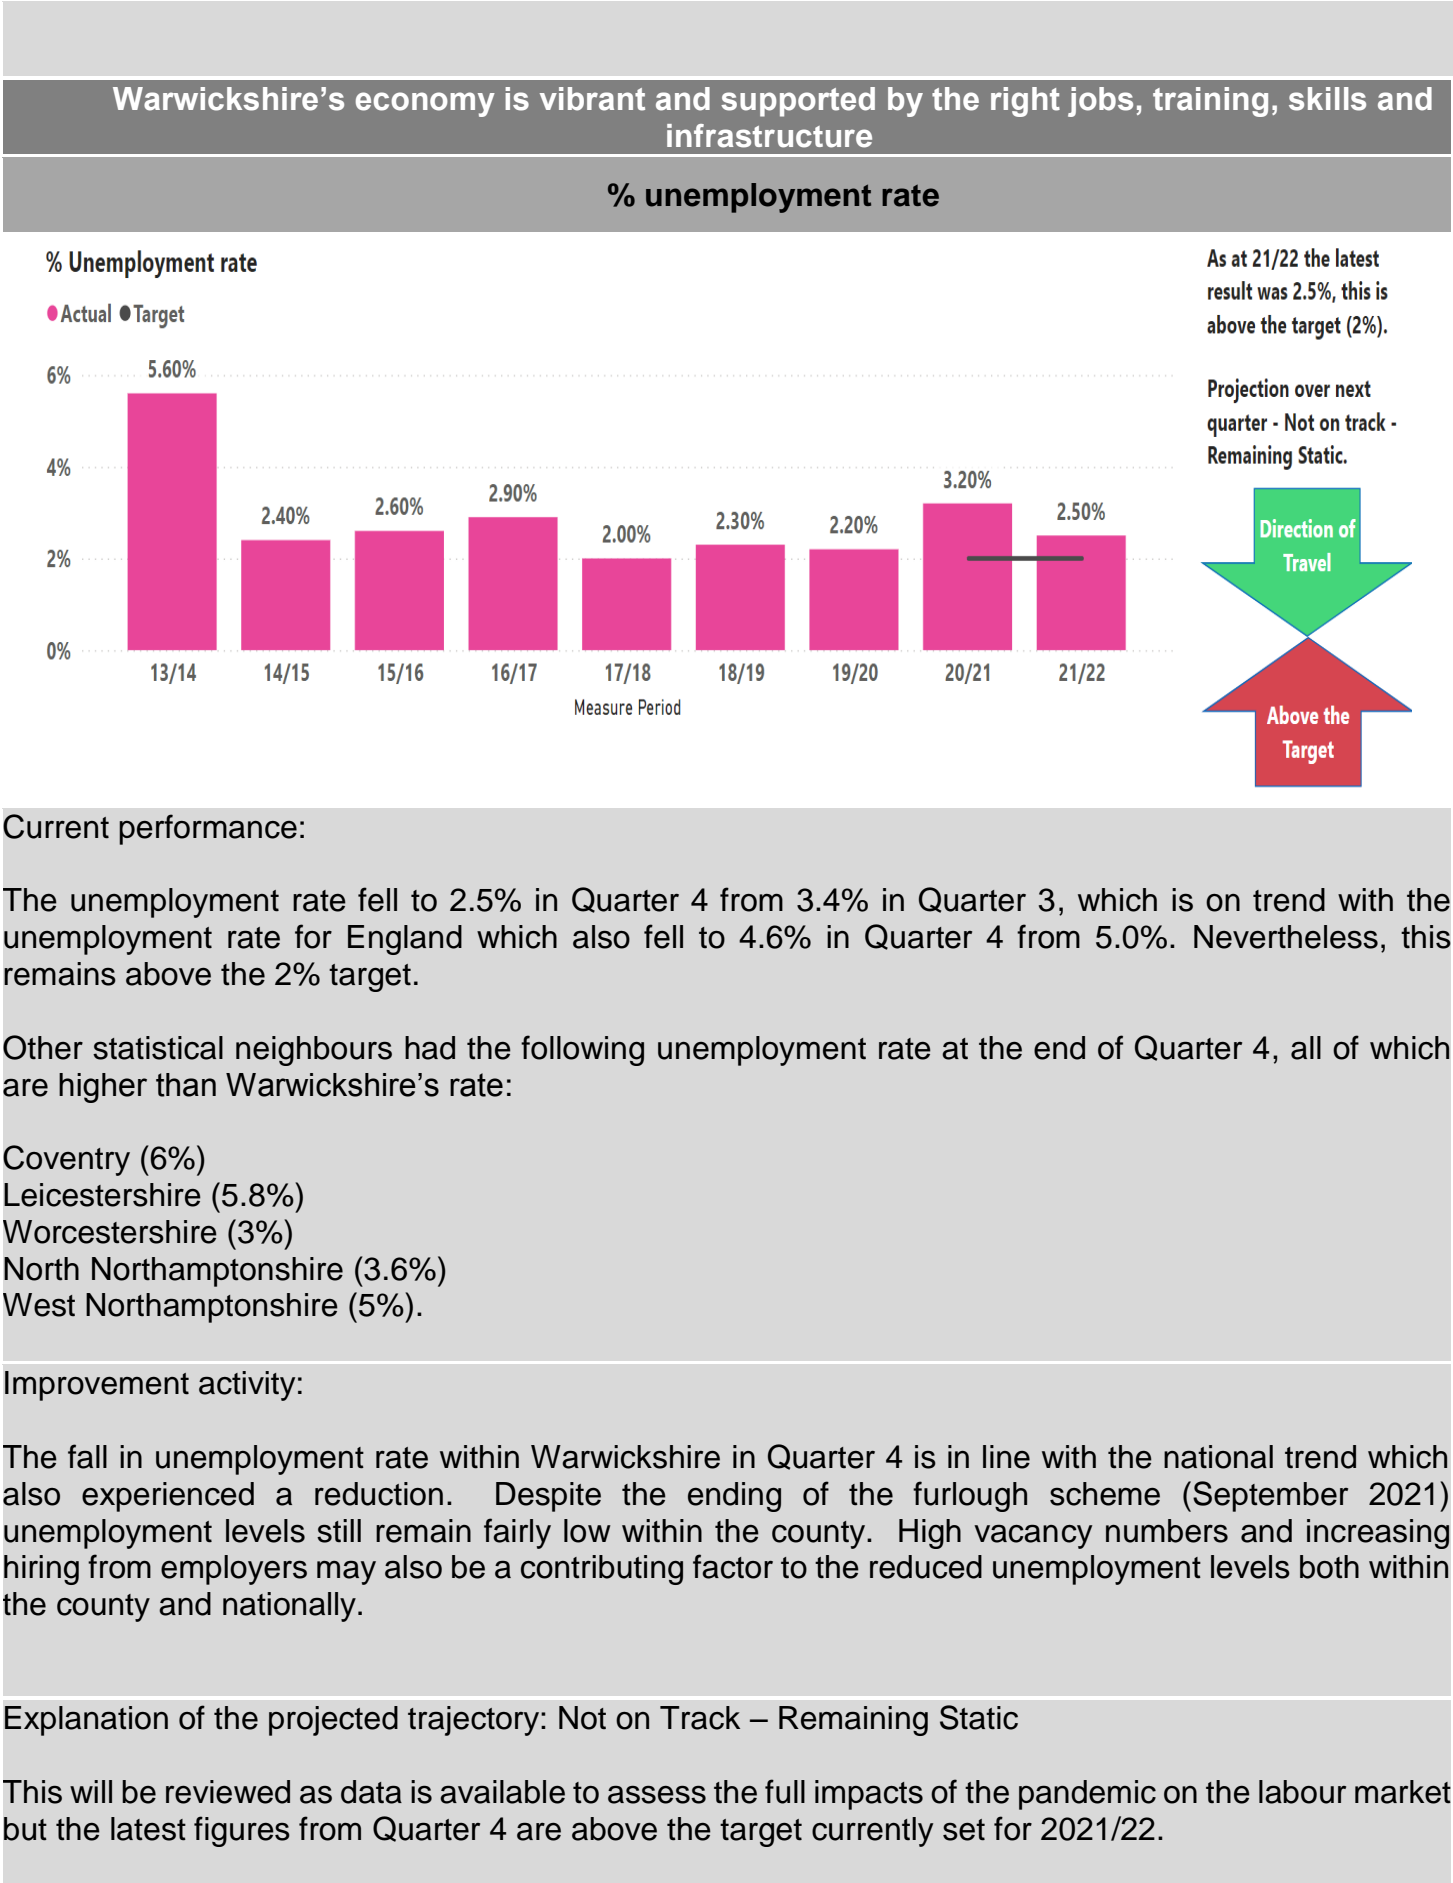 Warwickshire’s economy is vibrant and supported by the right jobs, training, skills and
infrastructure
% unemployment rate
% Unemployment rate
Actual Target
6%
4%
2%
0%
5.60%
2.40%
2.60%
2.90%
2.00%
2.30%
2.20%
3.20%
2.50%
13/14 14/15 15/16 16/17 17/18 18/19 19/20 20/21 21/22
Measure Period
As at 21/22 the latest
result was 2.5%, this is
above the target (2%).
Projection over next
quarter - Not on track -
Remaining Static.
Direction of
Travel
Above the
Target
Current performance:
The unemployment rate fell to 2.5% in Quarter 4 from 3.4% in Quarter 3, which is on trend with the
unemployment rate for England which also fell to 4.6% in Quarter 4 from 5.0%. Nevertheless, this
remains above the 2% target.
Other statistical neighbours had the following unemployment rate at the end of Quarter 4, all of which
are higher than Warwickshire’s rate:
Coventry (6%)
Leicestershire (5.8%)
Worcestershire (3%)
North Northamptonshire (3.6%)
West Northamptonshire (5%).
Improvement activity:
The fall in unemployment rate within Warwickshire in Quarter 4 is in line with the national trend which
also experienced a reduction. Despite the ending of the furlough scheme (September 2021)
unemployment levels still remain fairly low within the county. High vacancy numbers and increasing
hiring from employers may also be a contributing factor to the reduced unemployment levels both within
the county and nationally.
Explanation of the projected trajectory: Not on Track – Remaining Static
This will be reviewed as data is available to assess the full impacts of the pandemic on the labour market
but the latest figures from Quarter 4 are above the target currently set for 2021/22.